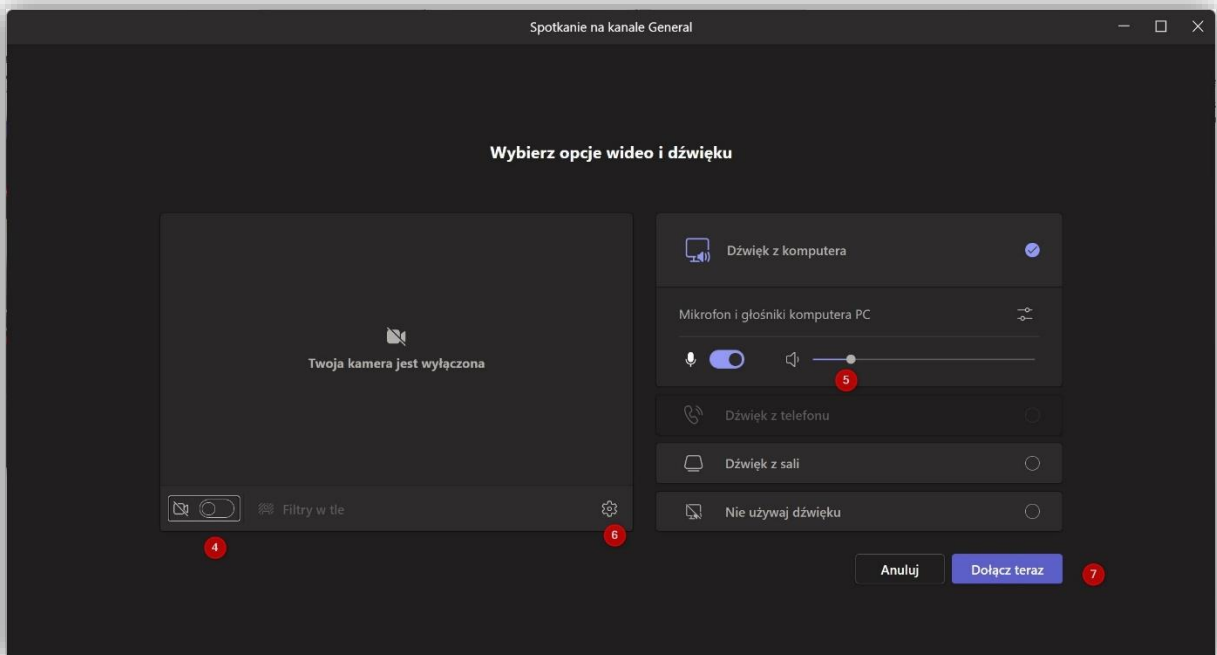 Spotkanie na kanale General
Wybierz opcje wideo i dźwięku
Twoja kamera jest wyłączona
Filtry w tle
4
6
Dźwięk z komputera
Mikrofon i głośniki komputera PC
5
Dźwięk z telefonu
Dźwięk z sali
Nie używaj dźwięku
Anuluj Dołącz teraz 7